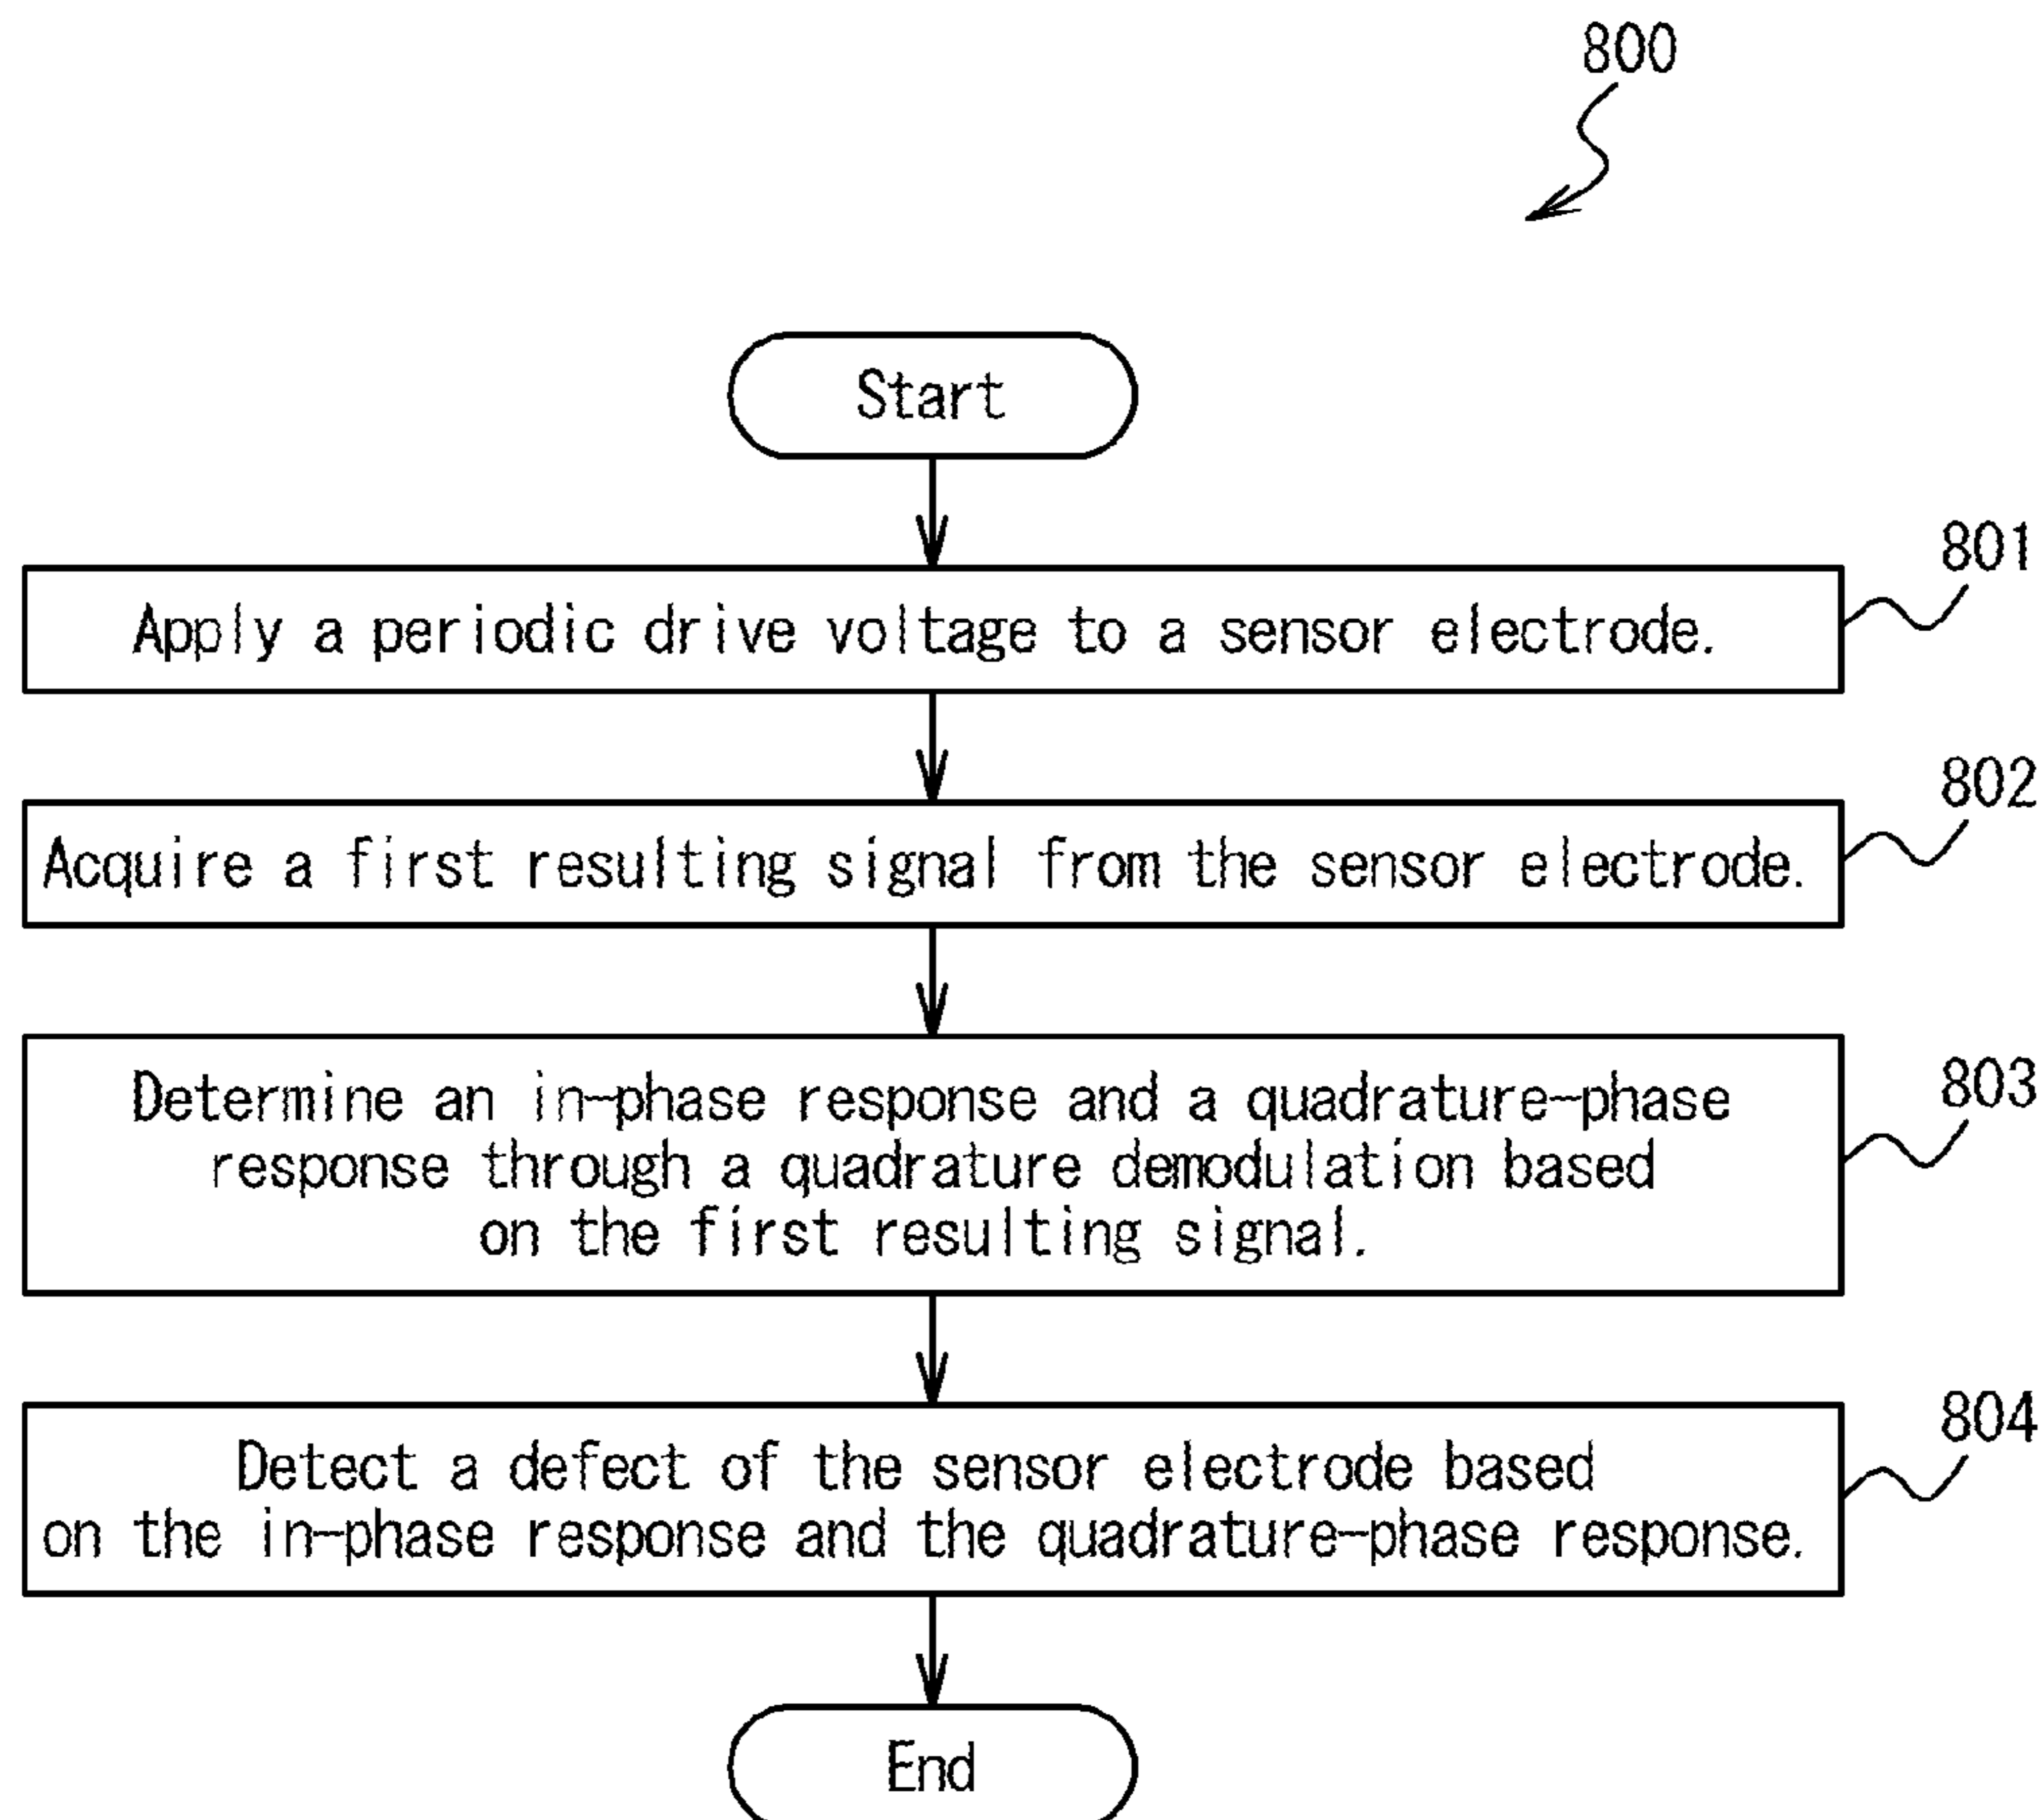 800
Start
801
Apply a periodic drive voltage to a sensor electrode.
802
Acquire a first resulting signal from the sensor electrode.
803
Determine an in-phase response and a quadrature-phase
response through a quadrature demodulation based
on the first resulting signal.
804
Detect a defect of the sensor electrode based
on the in-phase response and the quadrature-phase response.
End